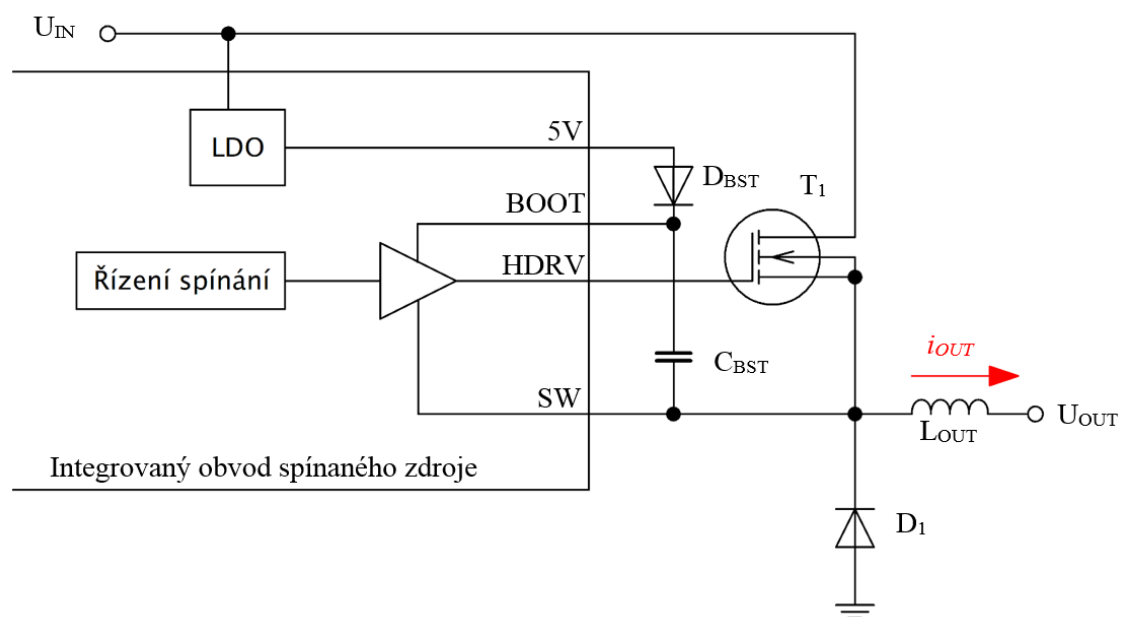 UIN
LDO
5V
DBST
T1
BOOT
Řízení spínání
HDRV
iOUT
CBST
SW
LOUT
UOUT
Integrovaný obvod spínaného zdroje
D1